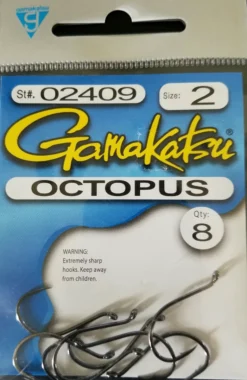 St#. 02409 Size: 2
Gamakatsu
OCTOPUS
Qty:
8
WARNING:
Extremely sharp
hooks. Keep away
from children.